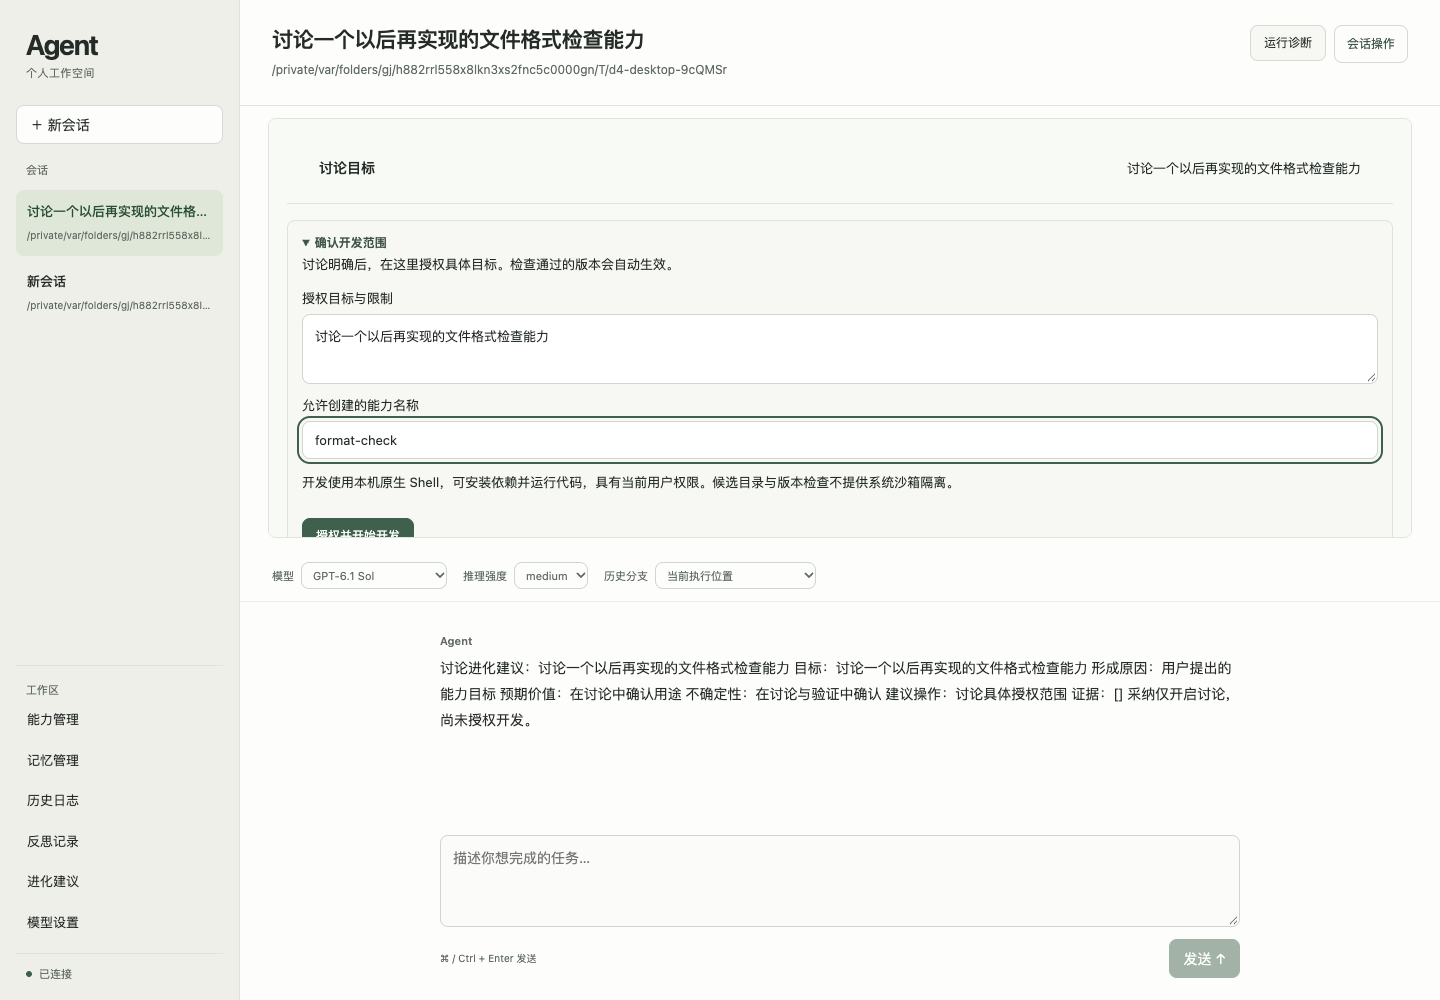 Agent
个人工作空间
+ 新会话
会话
讨论一个以后再实现的文件格...
/private/var/folders/gj/h882rrl558x8l...
新会话
/private/var/folders/gj/h882rrl558x8l...
工作区
能力管理
记忆管理
历史日志
反思记录
进化建议
模型设置
已连接
讨论一个以后再实现的文件格式检查能力
/private/var/folders/gj/h882rrl558x8lkn3xs2fnc5c0000gn/T/d4-desktop-9cQMSr
运行诊断
会话操作
讨论目标
讨论一个以后再实现的文件格式检查能力
▼ 确认开发范围
讨论明确后，在这里授权具体目标。检查通过的版本会自动生效。
授权目标与限制
讨论一个以后再实现的文件格式检查能力
允许创建的能力名称
format-check
开发使用本机原生 Shell，可安装依赖并运行代码，具有当前用户权限。候选目录与版本检查不提供系统沙箱隔离。
授权并开始开发
模型 GPT-6.1 Sol 推理强度 medium 历史分支 当前执行位置
Agent
讨论进化建议：讨论一个以后再实现的文件格式检查能力 目标：讨论一个以后再实现的文件格式检查能力 形成原因：用户提出的
能力目标 预期价值：在讨论中确认用途 不确定性：在讨论与验证中确认 建议操作：讨论具体授权范围 证据：[] 采纳仅开启讨论，
尚未授权开发。
描述你想完成的任务...
⌘ / Ctrl + Enter 发送
发送 ↑